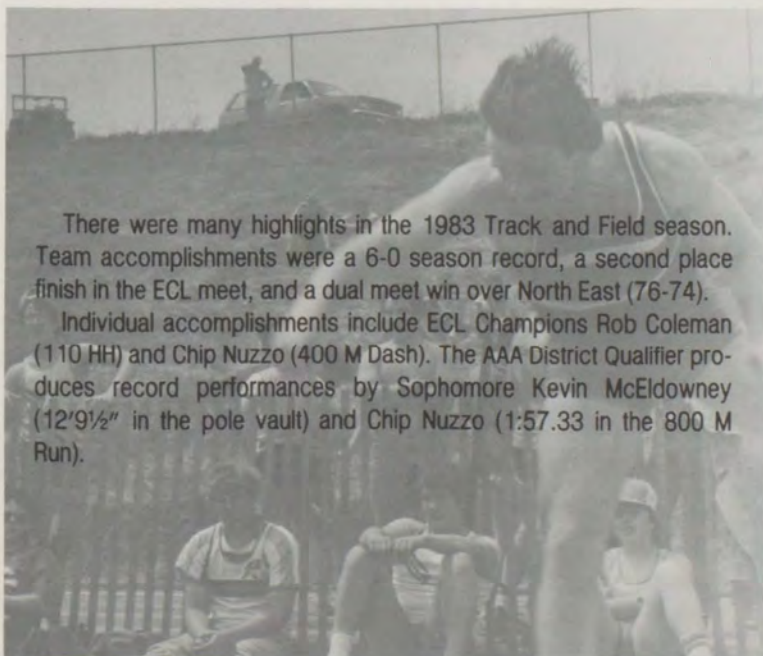 There were many highlights in the 1983 Track and Field season.
Team accomplishments were a 6-0 season record, a second place
finish in the ECL meet, and a dual meet win over North East (76-74).
Individual accomplishments include ECL Champions Rob Coleman
(110 HH) and Chip Nuzzo (400 M Dash). The AAA District Qualifier pro-
duces record performances by Sophomore Kevin McEldowney
(12'9½" in the pole vault) and Chip Nuzzo (1:57.33 in the 800 M
Run).